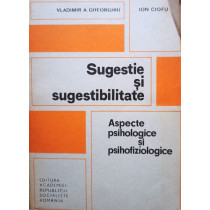 VLADIMIR A GHEORGHIU
ION CIOFU
Sugestie
și
sugestibilitate
Aspecte
psihologice
și
psihofiziologice
EDITURA
ACADEMIEI
REPUBLICII
SOCIALISTE
ROMÂNIA